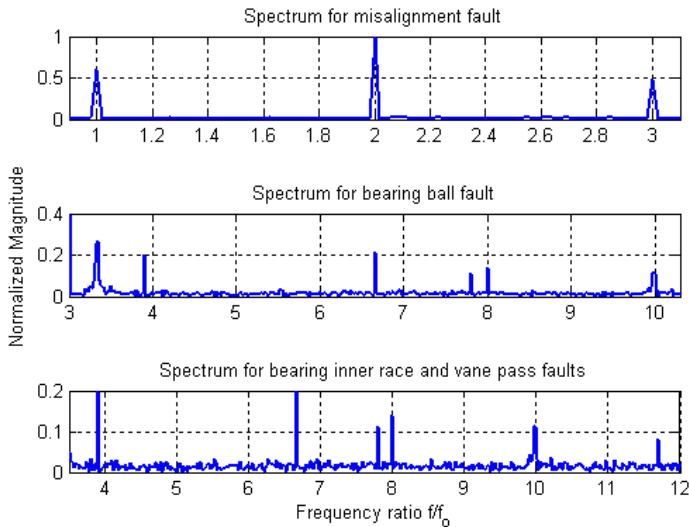 Spectrum for misalignment fault
1
0.5
0
1 1.2 1.4 1.6 1.8 2 2.2 2.4 2.6 2.8 3
Normalized Magnitude
Spectrum for bearing ball fault
0.4
0.2
0
3 4 5 6 7 8 9 10
Spectrum for bearing inner race and vane pass faults
0.2
0.1
0
4 5 6 7 8 9 10 11 12
Frequency ratio f/f₀